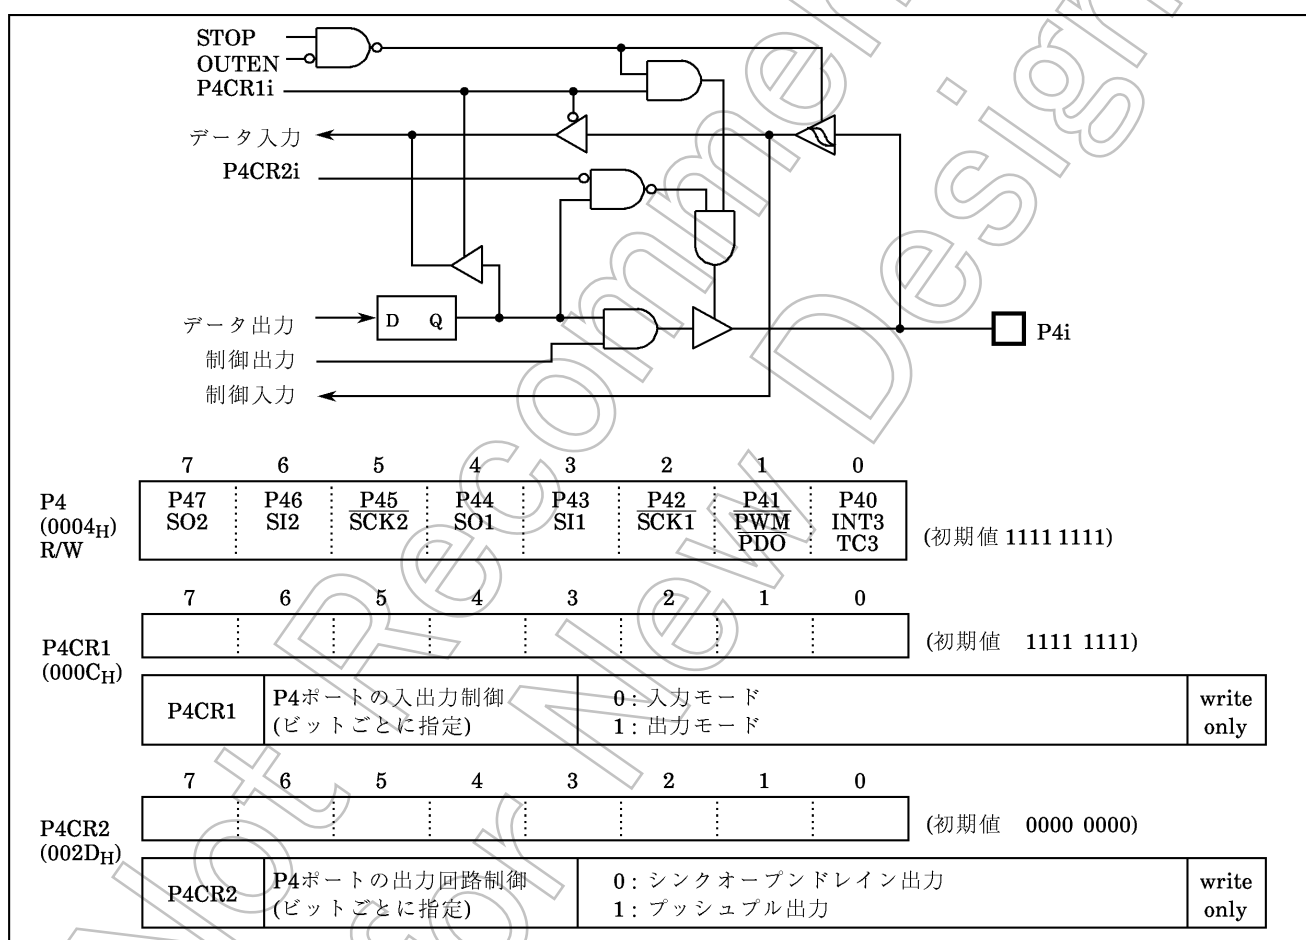 STOP
OUTEN
P4CR1i
データ入力
P4CR2i
データ出力
D Q
制御出力
制御入力
P4i
7 6 5 4 3 2 1 0
P4
(0004H)
R/W
P47 P46 P45 P44 P43 P42 P41 P40
SO2 SI2 SCK2 SO1 SI1 SCK1 PWM INT3
PDO TC3
(初期値 1111 1111)
7 6 5 4 3 2 1 0
P4CR1
(000CH)
(初期値 1111 1111)
P4CR1
P4ポートの入出力制御
(ビットごとに指定)
0 : 入力モード
1 : 出力モード
write
only
7 6 5 4 3 2 1 0
P4CR2
(002DH)
(初期値 0000 0000)
P4CR2
P4ポートの出力回路制御
(ビットごとに指定)
0 : シンクオープンドレイン出力
1 : プッシュプル出力
write
only
Not Recommen
for New Design